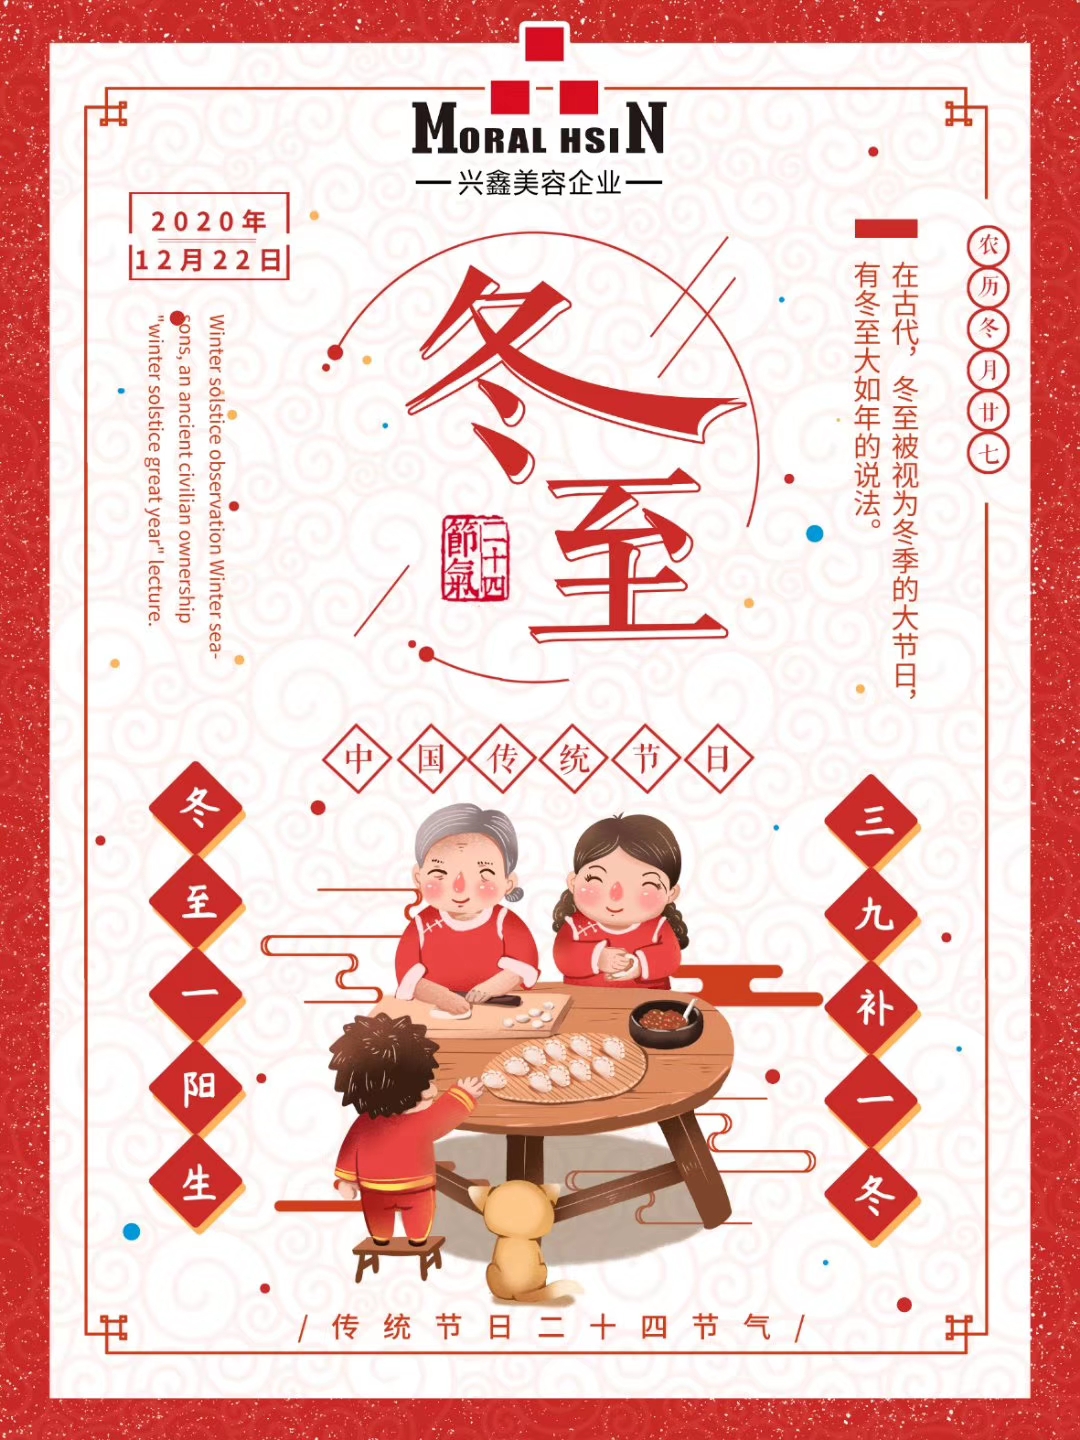 MORAL HSIN
兴鑫美容企业
2020年
12月22日
农历冬月廿七
在古代，冬至被视为冬季的大节日，
有冬至大如年的说法。
Winter solstice observation Winter sea-
sons, an ancient civilian ownership
"winter solstice great year" lecture.
冬至
二十四
節氣
中国传统节日
冬至一阳生
三九补一冬
/传统节日二十四节气/